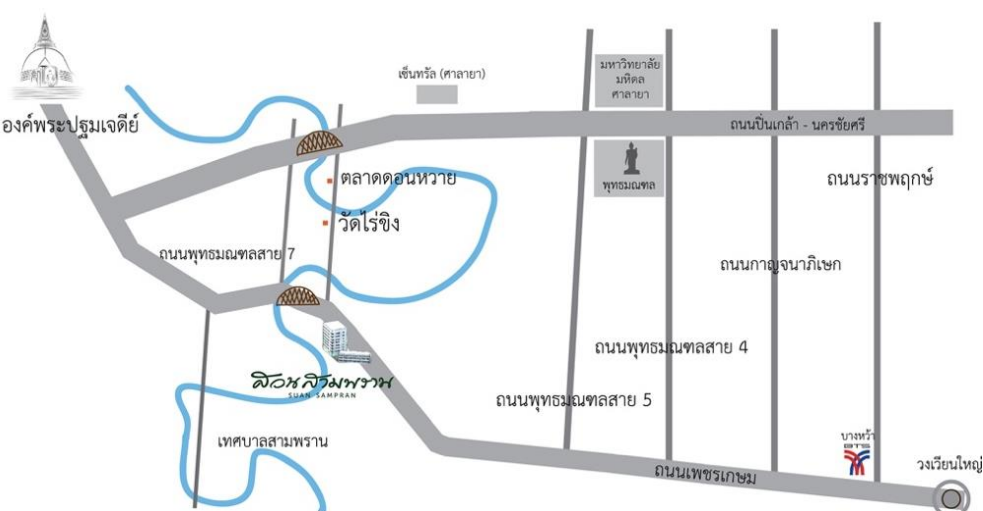 องค์พระปฐมเจดีย์
เซ็นทรัล (ศาลายา)
มหาวิทยาลัย
มหิดล
ศาลายา
ถนนปิ่นเกล้า - นครชัยศรี
พุทธมณฑล
ถนนราชพฤกษ์
ตลาดดอนหวาย
วัดไร่ขิง
ถนนพุทธมณฑลสาย 7
ถนนกาญจนาภิเษก
ถนนพุทธมณฑลสาย 4
สวนสามพราน
SUAN SAMPRAN
ถนนพุทธมณฑลสาย 5
เทศบาลสามพราน
บางหว้า
BTS
ถนนเพชรเกษม
วงเวียนใหญ่